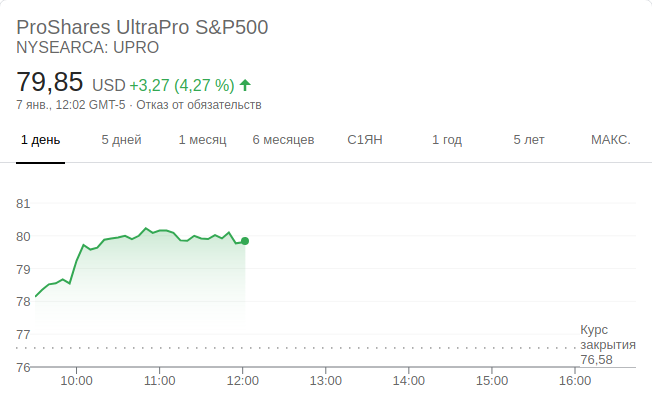 ProShares UltraPro S&P500
NYSEARCA: UPRO
79,85 USD +3,27 (4,27 %)
7 янв., 12:02 GMT-5 · Отказ от обязательств
1 день 5 дней 1 месяц 6 месяцев С1ЯН 1 год 5 лет МАКС.
81
80
79
78
77
Курс
закрытия
76,58
76
10:00 11:00 12:00 13:00 14:00 15:00 16:00